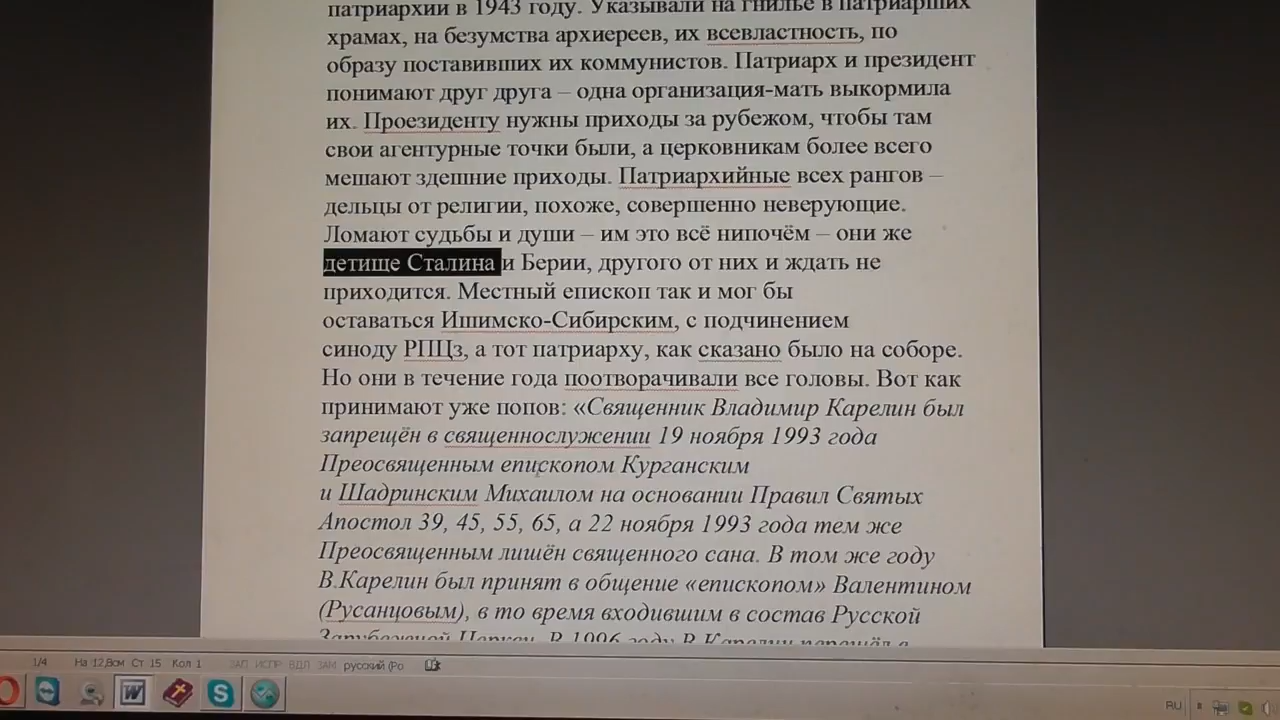 патриархии в 1943 году. Указывали на гнильё в патриарших
храмах, на безумства архиереев, их всевластность, по
образу поставивших их коммунистов. Патриарх и президент
понимают друг друга – одна организация-мать выкормила
их. Проезиденту нужны приходы за рубежом, чтобы там
свои агентурные точки были, а церковникам более всего
мешают здешние приходы. Патриархийные всех рангов –
дельцы от религии, похоже, совершенно неверующие.
Ломают судьбы и души – им это всё нипочём – они же
детище Сталина и Берии, другого от них и ждать не
приходится. Местный епископ так и мог бы
оставаться Ишимско-Сибирским, с подчинением
синоду РПЦз, а тот патриарху, как сказано было на соборе.
Но они в течение года поотворачивали все головы. Вот как
принимают уже попов: «Священник Владимир Карелин был
запрещён в священнослужении 19 ноября 1993 года
Преосвященным епископом Курганским
и Шадринским Михаилом на основании Правил Святых
Апостол 39, 45, 55, 65, а 22 ноября 1993 года тем же
Преосвященным лишён священного сана. В том же году
В.Карелин был принят в общение «епископом» Валентином
(Русанцовым), в то время входившим в состав Русской
Зарубежной Церкви. В 1996 году В.Карелин перешёл в
1/4 На 12,8см Ст 15 Кол 1 ЗАП ИСПР ВДЛ ЗАМ русский (Ро
RU